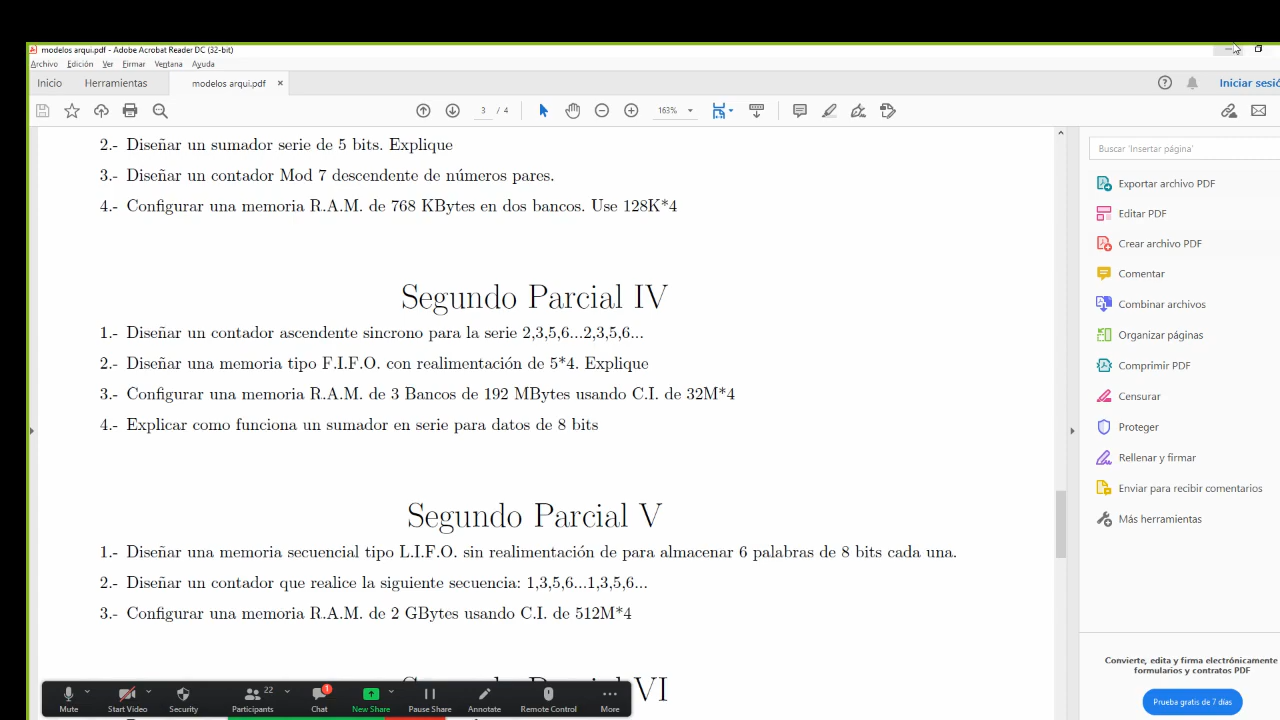 modelos arqui.pdf - Adobe Acrobat Reader DC (32-bit)
Archivo Edición Ver Firmar Ventana Ayuda
Inicio Herramientas modelos arqui.pdf × Iniciar sesió
3 / 4 163%
2.- Diseñar un sumador serie de 5 bits. Explique
3.- Diseñar un contador Mod 7 descendente de números pares.
4.- Configurar una memoria R.A.M. de 768 KBytes en dos bancos. Use 128K*4
Segundo Parcial IV
1.- Diseñar un contador ascendente sincrono para la serie 2,3,5,6...2,3,5,6...
2.- Diseñar una memoria tipo F.I.F.O. con realimentación de 5*4. Explique
3.- Configurar una memoria R.A.M. de 3 Bancos de 192 MBytes usando C.I. de 32M*4
4.- Explicar como funciona un sumador en serie para datos de 8 bits
Segundo Parcial V
1.- Diseñar una memoria secuencial tipo L.I.F.O. sin realimentación de para almacenar 6 palabras de 8 bits cada una.
2.- Diseñar un contador que realice la siguiente secuencia: 1,3,5,6...1,3,5,6...
3.- Configurar una memoria R.A.M. de 2 GBytes usando C.I. de 512M*4
VI
Buscar 'Insertar página'
Exportar archivo PDF
Editar PDF
Crear archivo PDF
Comentar
Combinar archivos
Organizar páginas
Comprimir PDF
Censurar
Proteger
Rellenar y firmar
Enviar para recibir comentarios
Más herramientas
Convierte, edita y firma electrónicamente
formularios y contratos PDF
Prueba gratis de 7 días
22 1
Mute Start Video Security Participants Chat New Share Pause Share Annotate Remote Control More